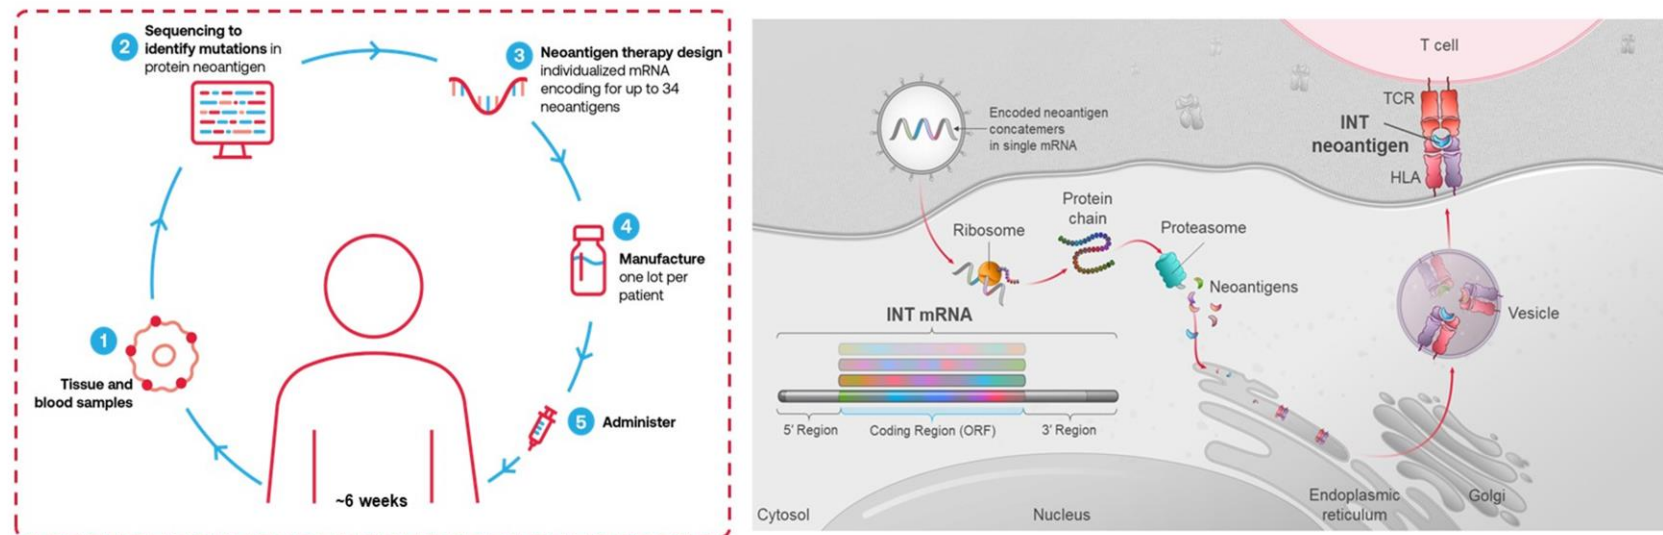 2
Sequencing to
identify mutations in
protein neoantigen
3
Neoantigen therapy design
individualized mRNA
encoding for up to 34
neoantigens
4
Manufacture
one lot per
patient
1
Tissue and
blood samples
5
Administer
~6 weeks
T cell
TCR
INT
neoantigen
HLA
Encoded neoantigen
concatemers
in single mRNA
Ribosome
Protein
chain
Proteasome
Neoantigens
Vesicle
INT mRNA
5' Region
Coding Region (ORF)
3' Region
Cytosol
Nucleus
Endoplasmic
reticulum
Golgi